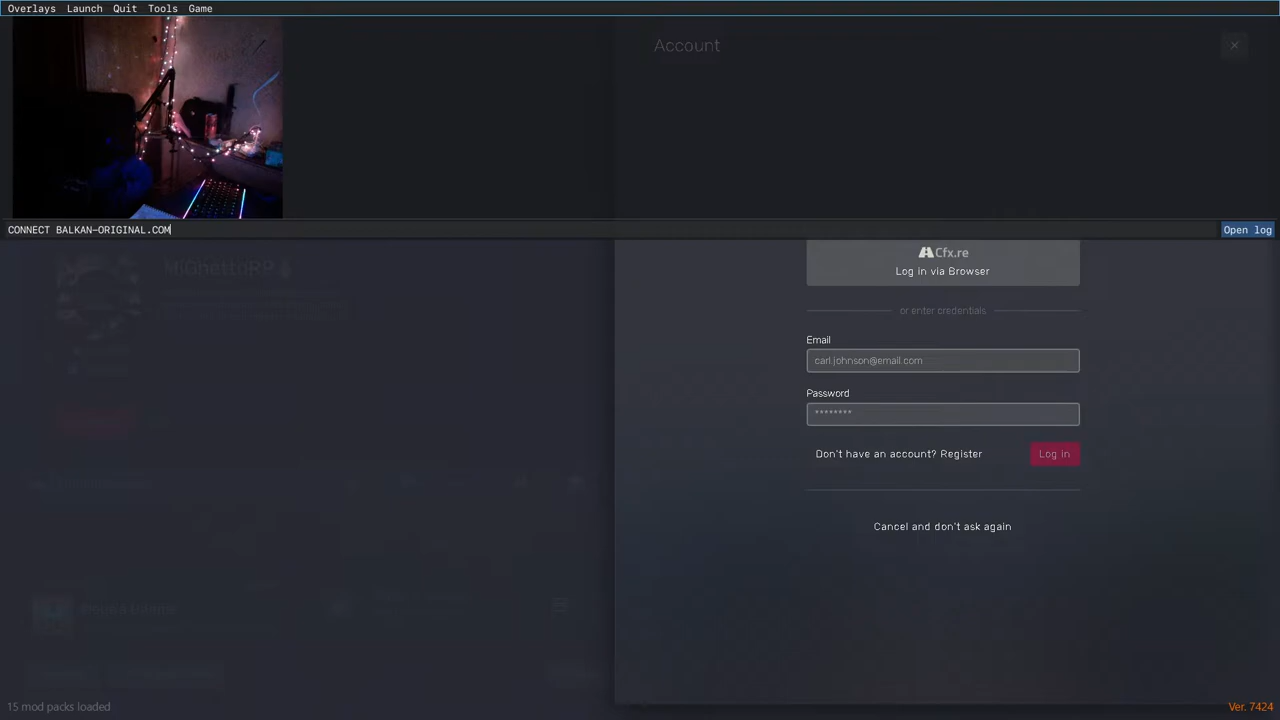 Overlays Launch Quit Tools Game
Account
CONNECT BALKAN-ORIGINAL.COM
Open log
MiGhettoRP
Cfx.re
Log in via Browser
or enter credentials
Email
carl.johnson@email.com
Password
********
Don't have an account? Register
Log in
Cancel and don't ask again
15 mod packs loaded
Ver. 7424